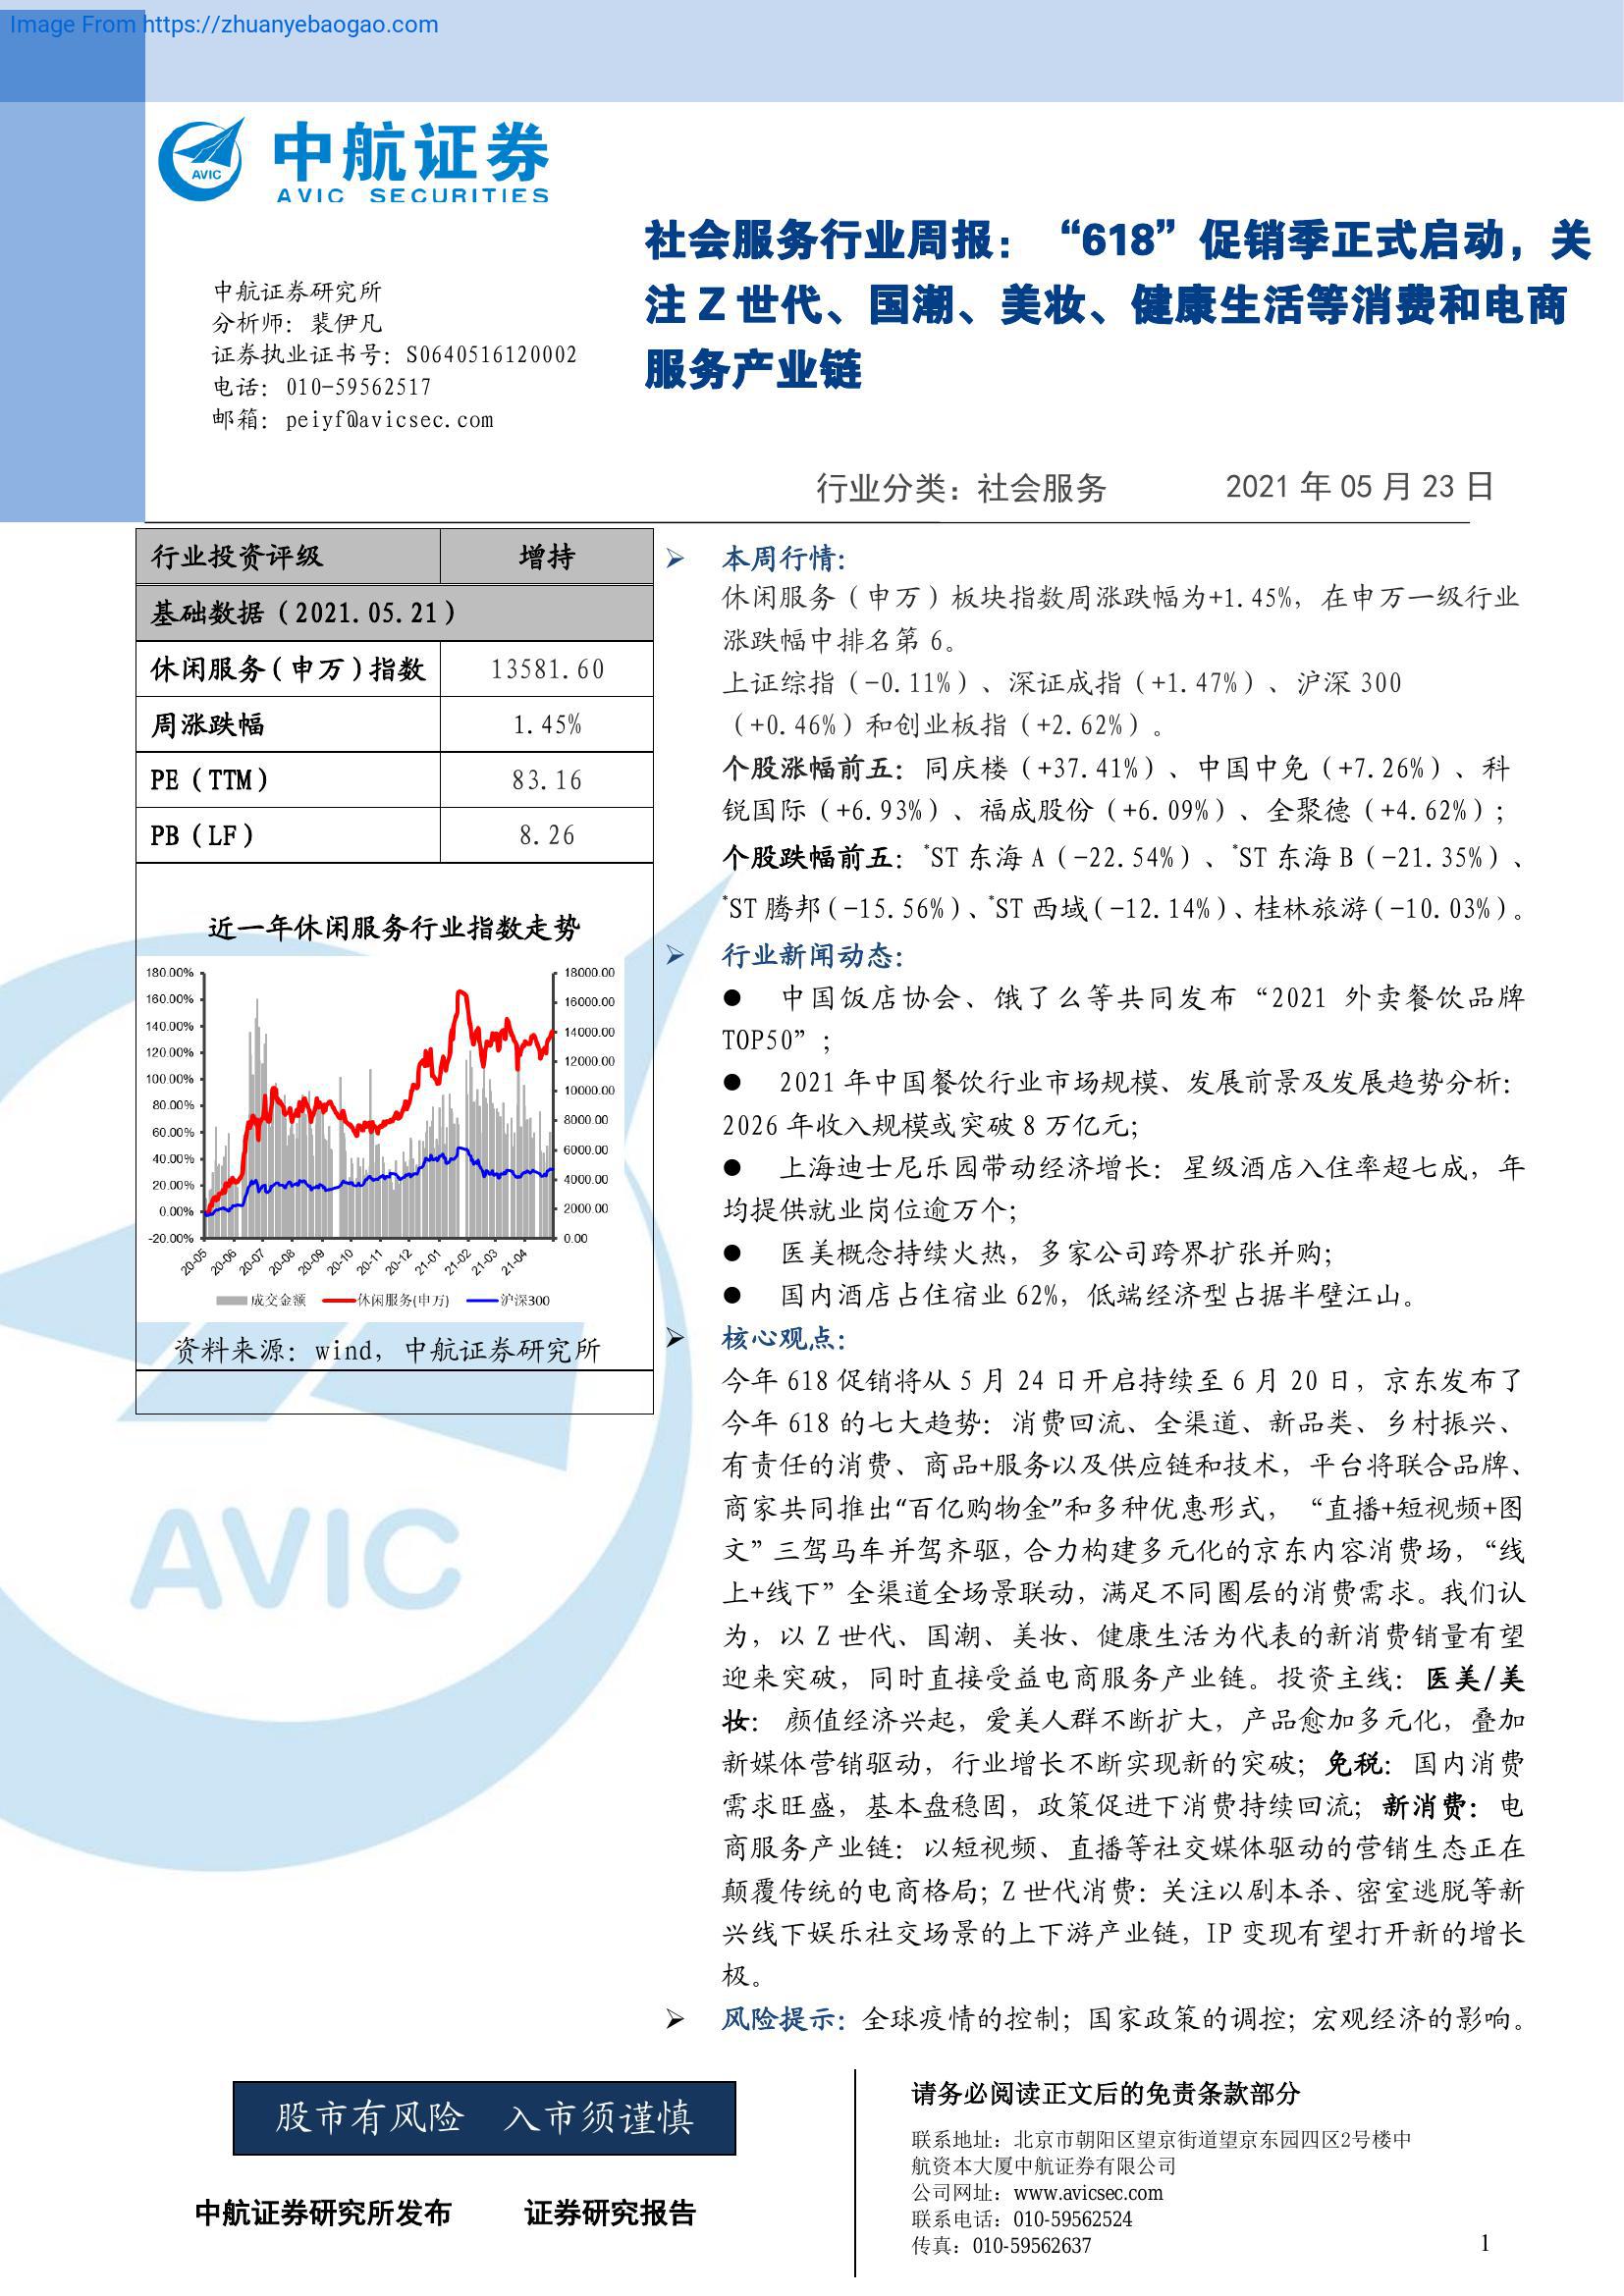 Image From https://zhuanyebaogao.com
AVIC
中航证券
AVIC SECURITIES
社会服务行业周报：“618”促销季正式启动，关
注 Z 世代、国潮、美妆、健康生活等消费和电商
服务产业链
中航证券研究所
分析师：裴伊凡
证券执业证书号：S0640516120002
电话：010-59562517
邮箱：peiyf@avicsec.com
行业分类：社会服务 2021 年 05 月 23 日
行业投资评级 增持
基础数据（2021.05.21）
休闲服务(申万)指数 13581.60
周涨跌幅 1.45%
PE（TTM） 83.16
PB（LF） 8.26
近一年休闲服务行业指数走势
180.00% 18000.00
160.00% 16000.00
140.00% 14000.00
120.00% 12000.00
100.00% 10000.00
80.00% 8000.00
60.00% 6000.00
40.00% 4000.00
20.00% 2000.00
0.00% 0.00
-20.00%
20-05 20-06 20-07 20-08 20-09 20-10 20-11 20-12 21-01 21-02 21-03 21-04
成交金额 休闲服务(申万) 沪深300
资料来源：wind，中航证券研究所
AVIC
➢ 本周行情：
休闲服务（申万）板块指数周涨跌幅为+1.45%，在申万一级行业
涨跌幅中排名第 6。
上证综指（-0.11%）、深证成指（+1.47%）、沪深 300
（+0.46%）和创业板指（+2.62%）。
个股涨幅前五：同庆楼（+37.41%）、中国中免（+7.26%）、科
锐国际（+6.93%）、福成股份（+6.09%）、全聚德（+4.62%）；
个股跌幅前五：*ST 东海 A（-22.54%）、*ST 东海 B（-21.35%）、
*ST 腾邦(-15.56%)、*ST 西域(-12.14%)、桂林旅游(-10.03%)。
➢ 行业新闻动态：
● 中国饭店协会、饿了么等共同发布“2021 外卖餐饮品牌
TOP50”；
● 2021 年中国餐饮行业市场规模、发展前景及发展趋势分析：
2026 年收入规模或突破 8 万亿元；
● 上海迪士尼乐园带动经济增长：星级酒店入住率超七成，年
均提供就业岗位逾万个；
● 医美概念持续火热，多家公司跨界扩张并购；
● 国内酒店占住宿业 62%，低端经济型占据半壁江山。
➢ 核心观点：
今年 618 促销将从 5 月 24 日开启持续至 6 月 20 日，京东发布了
今年 618 的七大趋势：消费回流、全渠道、新品类、乡村振兴、
有责任的消费、商品+服务以及供应链和技术，平台将联合品牌、
商家共同推出“百亿购物金”和多种优惠形式，“直播+短视频+图
文”三驾马车并驾齐驱，合力构建多元化的京东内容消费场，“线
上+线下”全渠道全场景联动，满足不同圈层的消费需求。我们认
为，以 Z 世代、国潮、美妆、健康生活为代表的新消费销量有望
迎来突破，同时直接受益电商服务产业链。投资主线：医美/美
妆： 颜值经济兴起，爱美人群不断扩大，产品愈加多元化，叠加
新媒体营销驱动，行业增长不断实现新的突破；免税：国内消费
需求旺盛，基本盘稳固，政策促进下消费持续回流；新消费：电
商服务产业链：以短视频、直播等社交媒体驱动的营销生态正在
颠覆传统的电商格局；Z 世代消费：关注以剧本杀、密室逃脱等新
兴线下娱乐社交场景的上下游产业链，IP 变现有望打开新的增长
极。
➢ 风险提示：全球疫情的控制；国家政策的调控；宏观经济的影响。
股市有风险 入市须谨慎
中航证券研究所发布 证券研究报告
请务必阅读正文后的免责条款部分
联系地址：北京市朝阳区望京街道望京东园四区2号楼中
航资本大厦中航证券有限公司
公司网址：www.avicsec.com
联系电话：010-59562524
传真：010-59562637
1